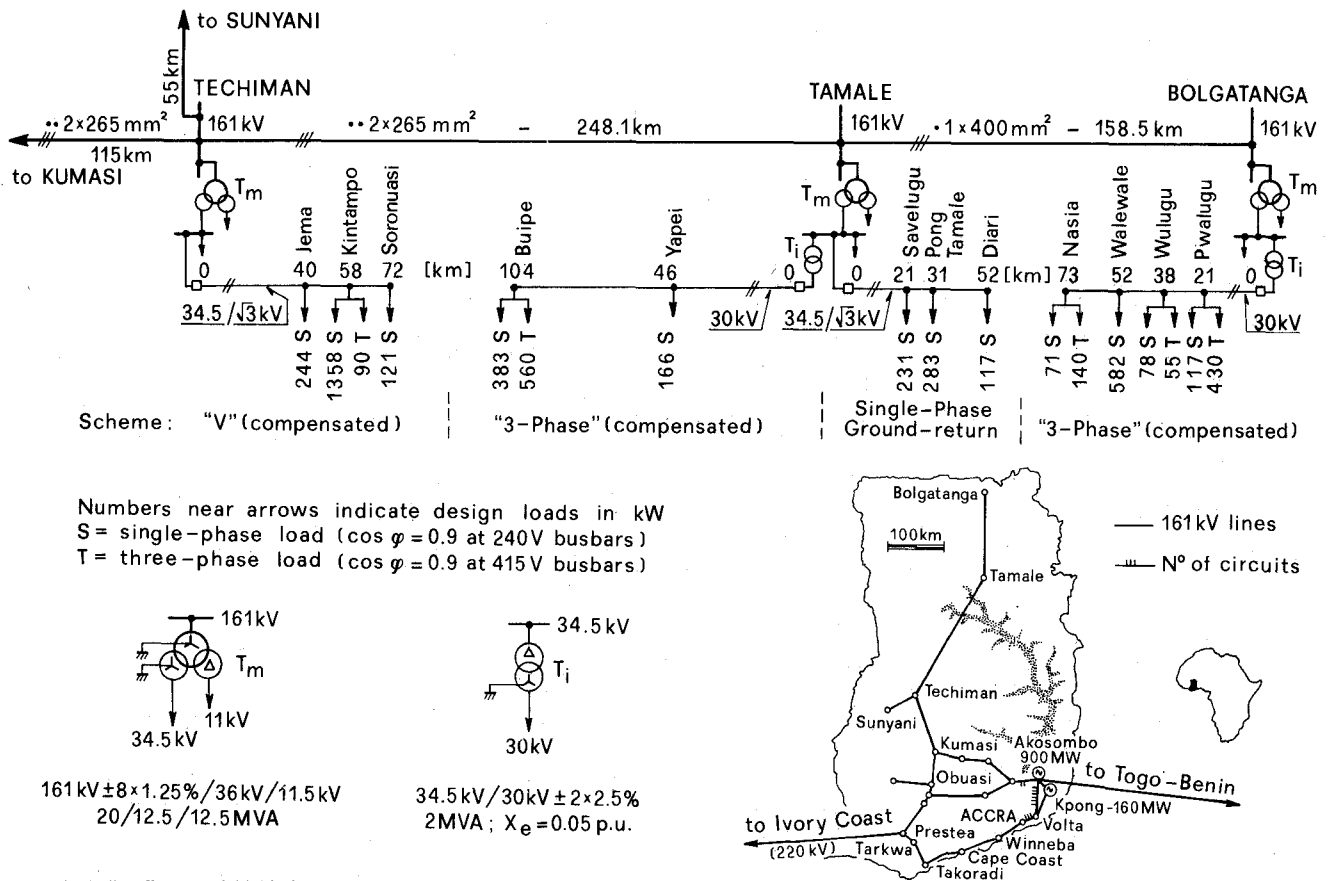 to SUNYANI
55km
TECHIMAN
TAMALE
BOLGATANGA
2×265 mm²
161kV
2×265 mm² – 248.1km
161kV
1×400mm² – 158.5km
161kV
115km
to KUMASI
Tm
Tm
Tm
Jema
Kintampo
Soronuasi
Buipe
Yapei
Ti
Savelugu
Pong Tamale
Diari
Nasia
Walewale
Wulugu
Pwalugu
Ti
0 40 58 72 [km] 104 46 0 0 21 31 52 [km] 73 52 38 21 0
34.5/√3kV
30kV
34.5/√3kV
30kV
244 S
1358 S
90 T
121 S
383 S
560 T
166 S
231 S
283 S
117 S
71 S
140 T
582 S
78 S
55 T
117 S
430 T
Scheme: "V" (compensated)
"3-Phase" (compensated)
Single-Phase
Ground-return
"3-Phase" (compensated)
Numbers near arrows indicate design loads in kW
S = single-phase load (cos φ = 0.9 at 240V busbars)
T = three-phase load (cos φ = 0.9 at 415V busbars)
161kV
Tm
11kV
34.5kV
161kV ±8×1.25% / 36kV / 11.5kV
20/12.5/12.5MVA
34.5kV
Ti
30kV
34.5kV/30kV ± 2×2.5%
2MVA; Xe = 0.05 p.u.
Bolgatanga
100km
Tamale
161kV lines
Nº of circuits
Techiman
Sunyani
Kumasi
Akosombo
900MW
to Togo-Benin
Obuasi
Kpong-160MW
ACCRA
Volta
to Ivory Coast
(220kV)
Prestea
Winneba
Tarkwa
Cape Coast
Takoradi